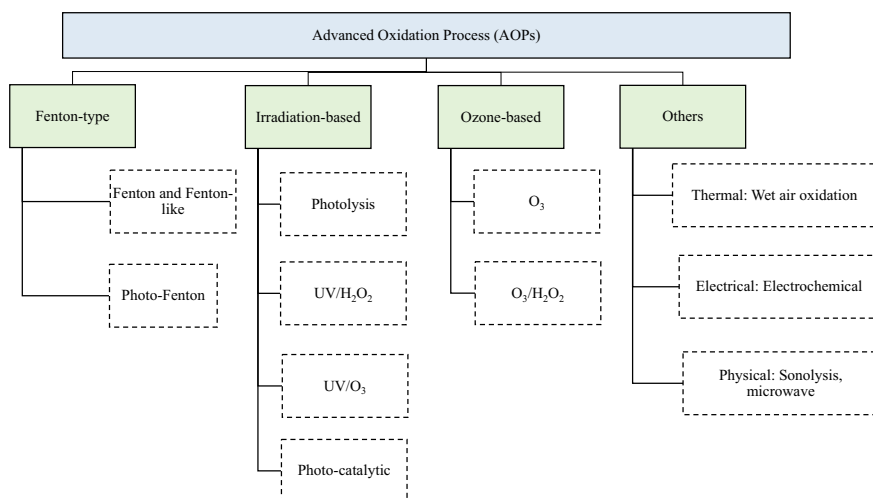 Advanced Oxidation Process (AOPs)
Fenton-type
Irradiation-based
Ozone-based
Others
Fenton and Fenton-
like
Photo-Fenton
Photolysis
UV/H₂O₂
UV/O₃
Photo-catalytic
O₃
O₃/H₂O₂
Thermal: Wet air oxidation
Electrical: Electrochemical
Physical: Sonolysis,
microwave